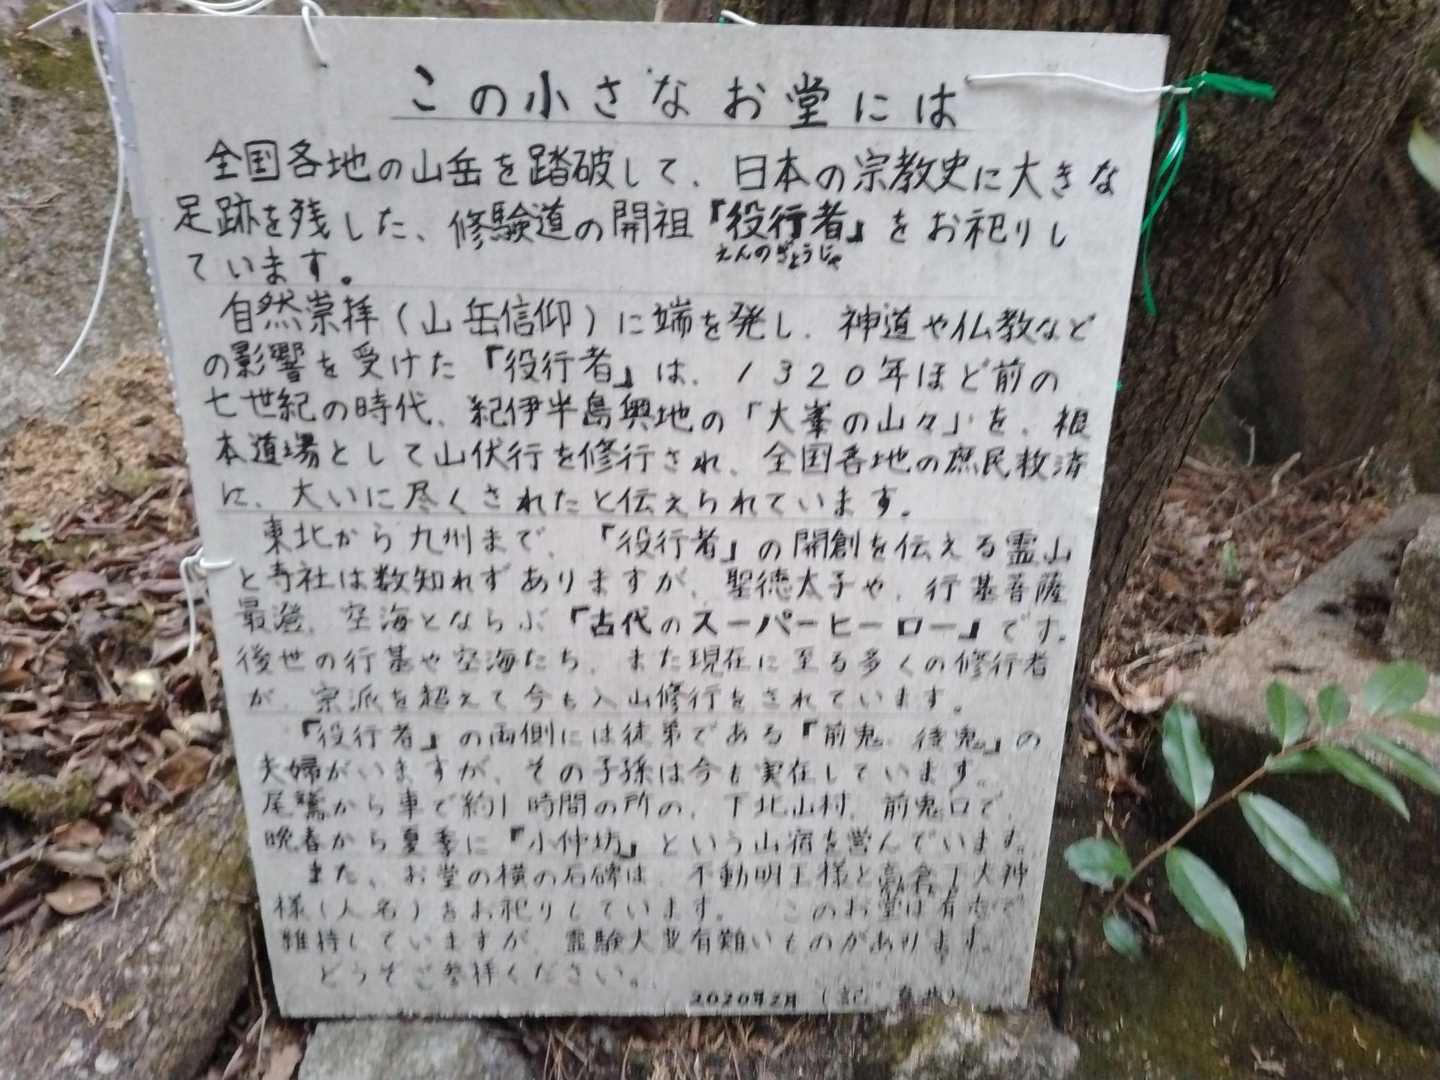 この小さなお堂には
全国各地の山岳を踏破して、日本の宗教史に大きな
足跡を残した、修験道の開祖『役行者』をお祀りし
えんのぎょうじゃ
ています。
自然崇拝(山岳信仰)に端を発し、神道や仏教など
の影響を受けた『役行者』は、1320年ほど前の
七世紀の時代、紀伊半島奥地の「大峯の山々」を、根
本道場として山伏行を修行され、全国各地の庶民救済
に、大いに尽くされたと伝えられています。
東北から九州まで、『役行者』の開創を伝える霊山
と寺社は数知れずありますが、聖徳太子や、行基菩薩
最澄、空海とならぶ『古代のスーパーヒーロー』です。
後世の行基や空海たち、また現在に至る多くの修行者
が、宗派を超えて今も入山修行をされています。
『役行者』の両側には徒弟である『前鬼、後鬼』の
夫婦がいますが、その子孫は今も実在しています。
尾鷲から車で約1時間の所の、下北山村、前鬼口で、
晩春から夏季に『小仲坊』という山宿を営んでいます。
また、お堂の横の石碑は、不動明王様と高倉下大神
様(人名)をお祀りしています。 このお堂は有志で
維持していますが、霊験大変有難いものがあります。
どうぞご参拝ください。
2020年2月 (記